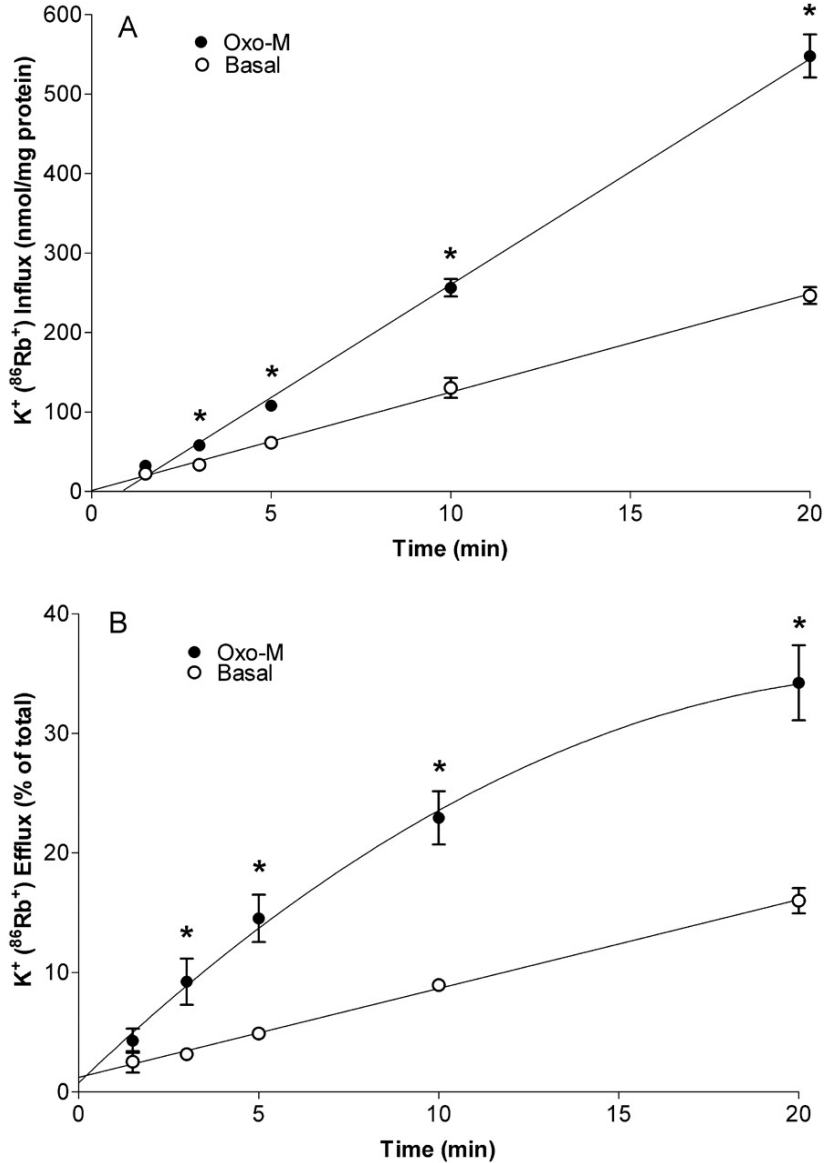 A
Oxo-M
Basal
K⁺ (⁸⁶Rb⁺) Influx (nmol/mg protein)
600
500
400
300
200
100
0
*
*
*
*
0 5 10 15 20
Time (min)
B
Oxo-M
Basal
K⁺ (⁸⁶Rb⁺) Efflux (% of total)
40
30
20
10
0
*
*
*
*
0 5 10 15 20
Time (min)